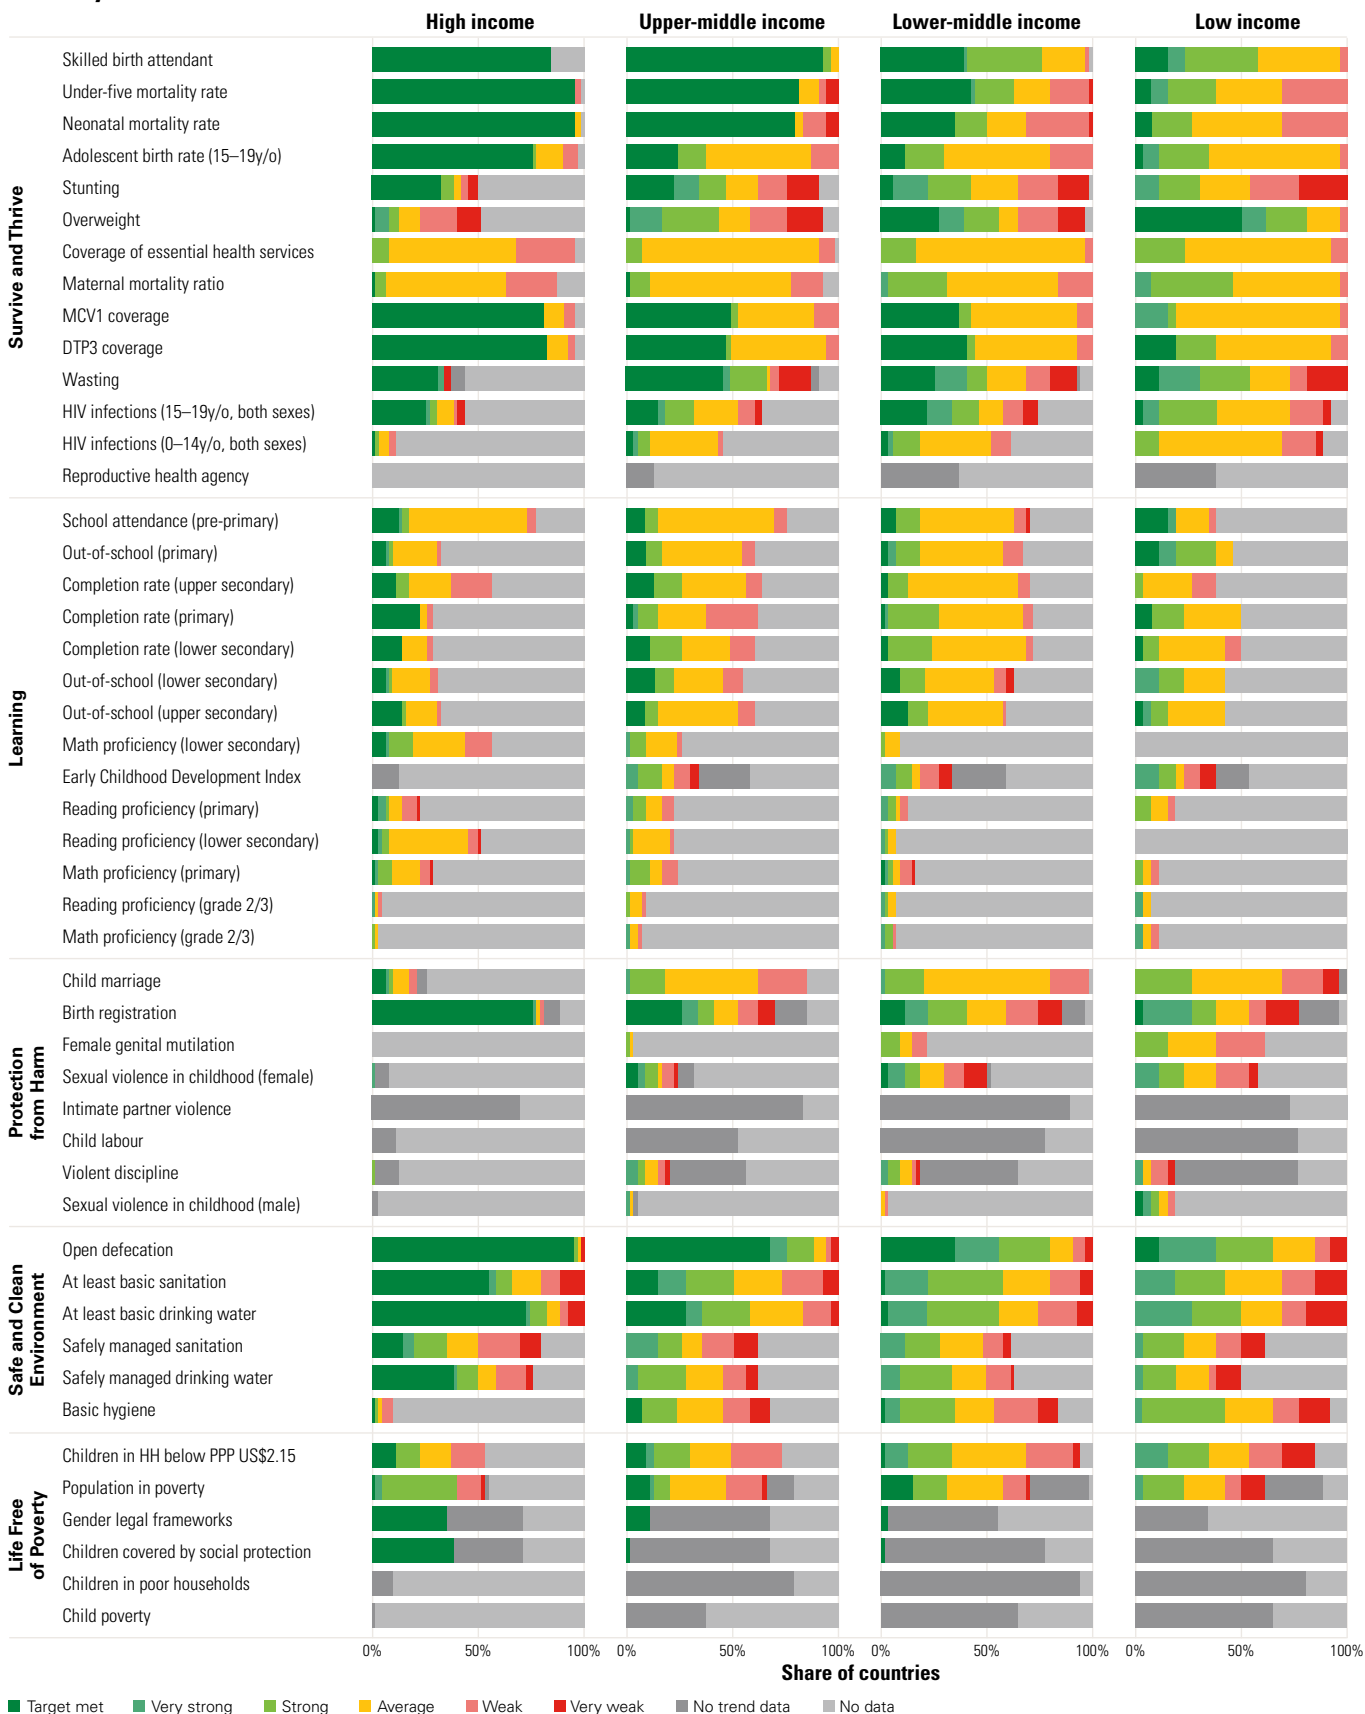 High income Upper-middle income Lower-middle income Low income
Survive and Thrive
Skilled birth attendant
Under-five mortality rate
Neonatal mortality rate
Adolescent birth rate (15–19y/o)
Stunting
Overweight
Coverage of essential health services
Maternal mortality ratio
MCV1 coverage
DTP3 coverage
Wasting
HIV infections (15–19y/o, both sexes)
HIV infections (0–14y/o, both sexes)
Reproductive health agency
Learning
School attendance (pre-primary)
Out-of-school (primary)
Completion rate (upper secondary)
Completion rate (primary)
Completion rate (lower secondary)
Out-of-school (lower secondary)
Out-of-school (upper secondary)
Math proficiency (lower secondary)
Early Childhood Development Index
Reading proficiency (primary)
Reading proficiency (lower secondary)
Math proficiency (primary)
Reading proficiency (grade 2/3)
Math proficiency (grade 2/3)
Protection
from Harm
Child marriage
Birth registration
Female genital mutilation
Sexual violence in childhood (female)
Intimate partner violence
Child labour
Violent discipline
Sexual violence in childhood (male)
Safe and Clean
Environment
Open defecation
At least basic sanitation
At least basic drinking water
Safely managed sanitation
Safely managed drinking water
Basic hygiene
Life Free
of Poverty
Children in HH below PPP US$2.15
Population in poverty
Gender legal frameworks
Children covered by social protection
Children in poor households
Child poverty
0% 50% 100% 0% 50% 100% 0% 50% 100% 0% 50% 100%
Share of countries
Target met Very strong Strong Average Weak Very weak No trend data No data